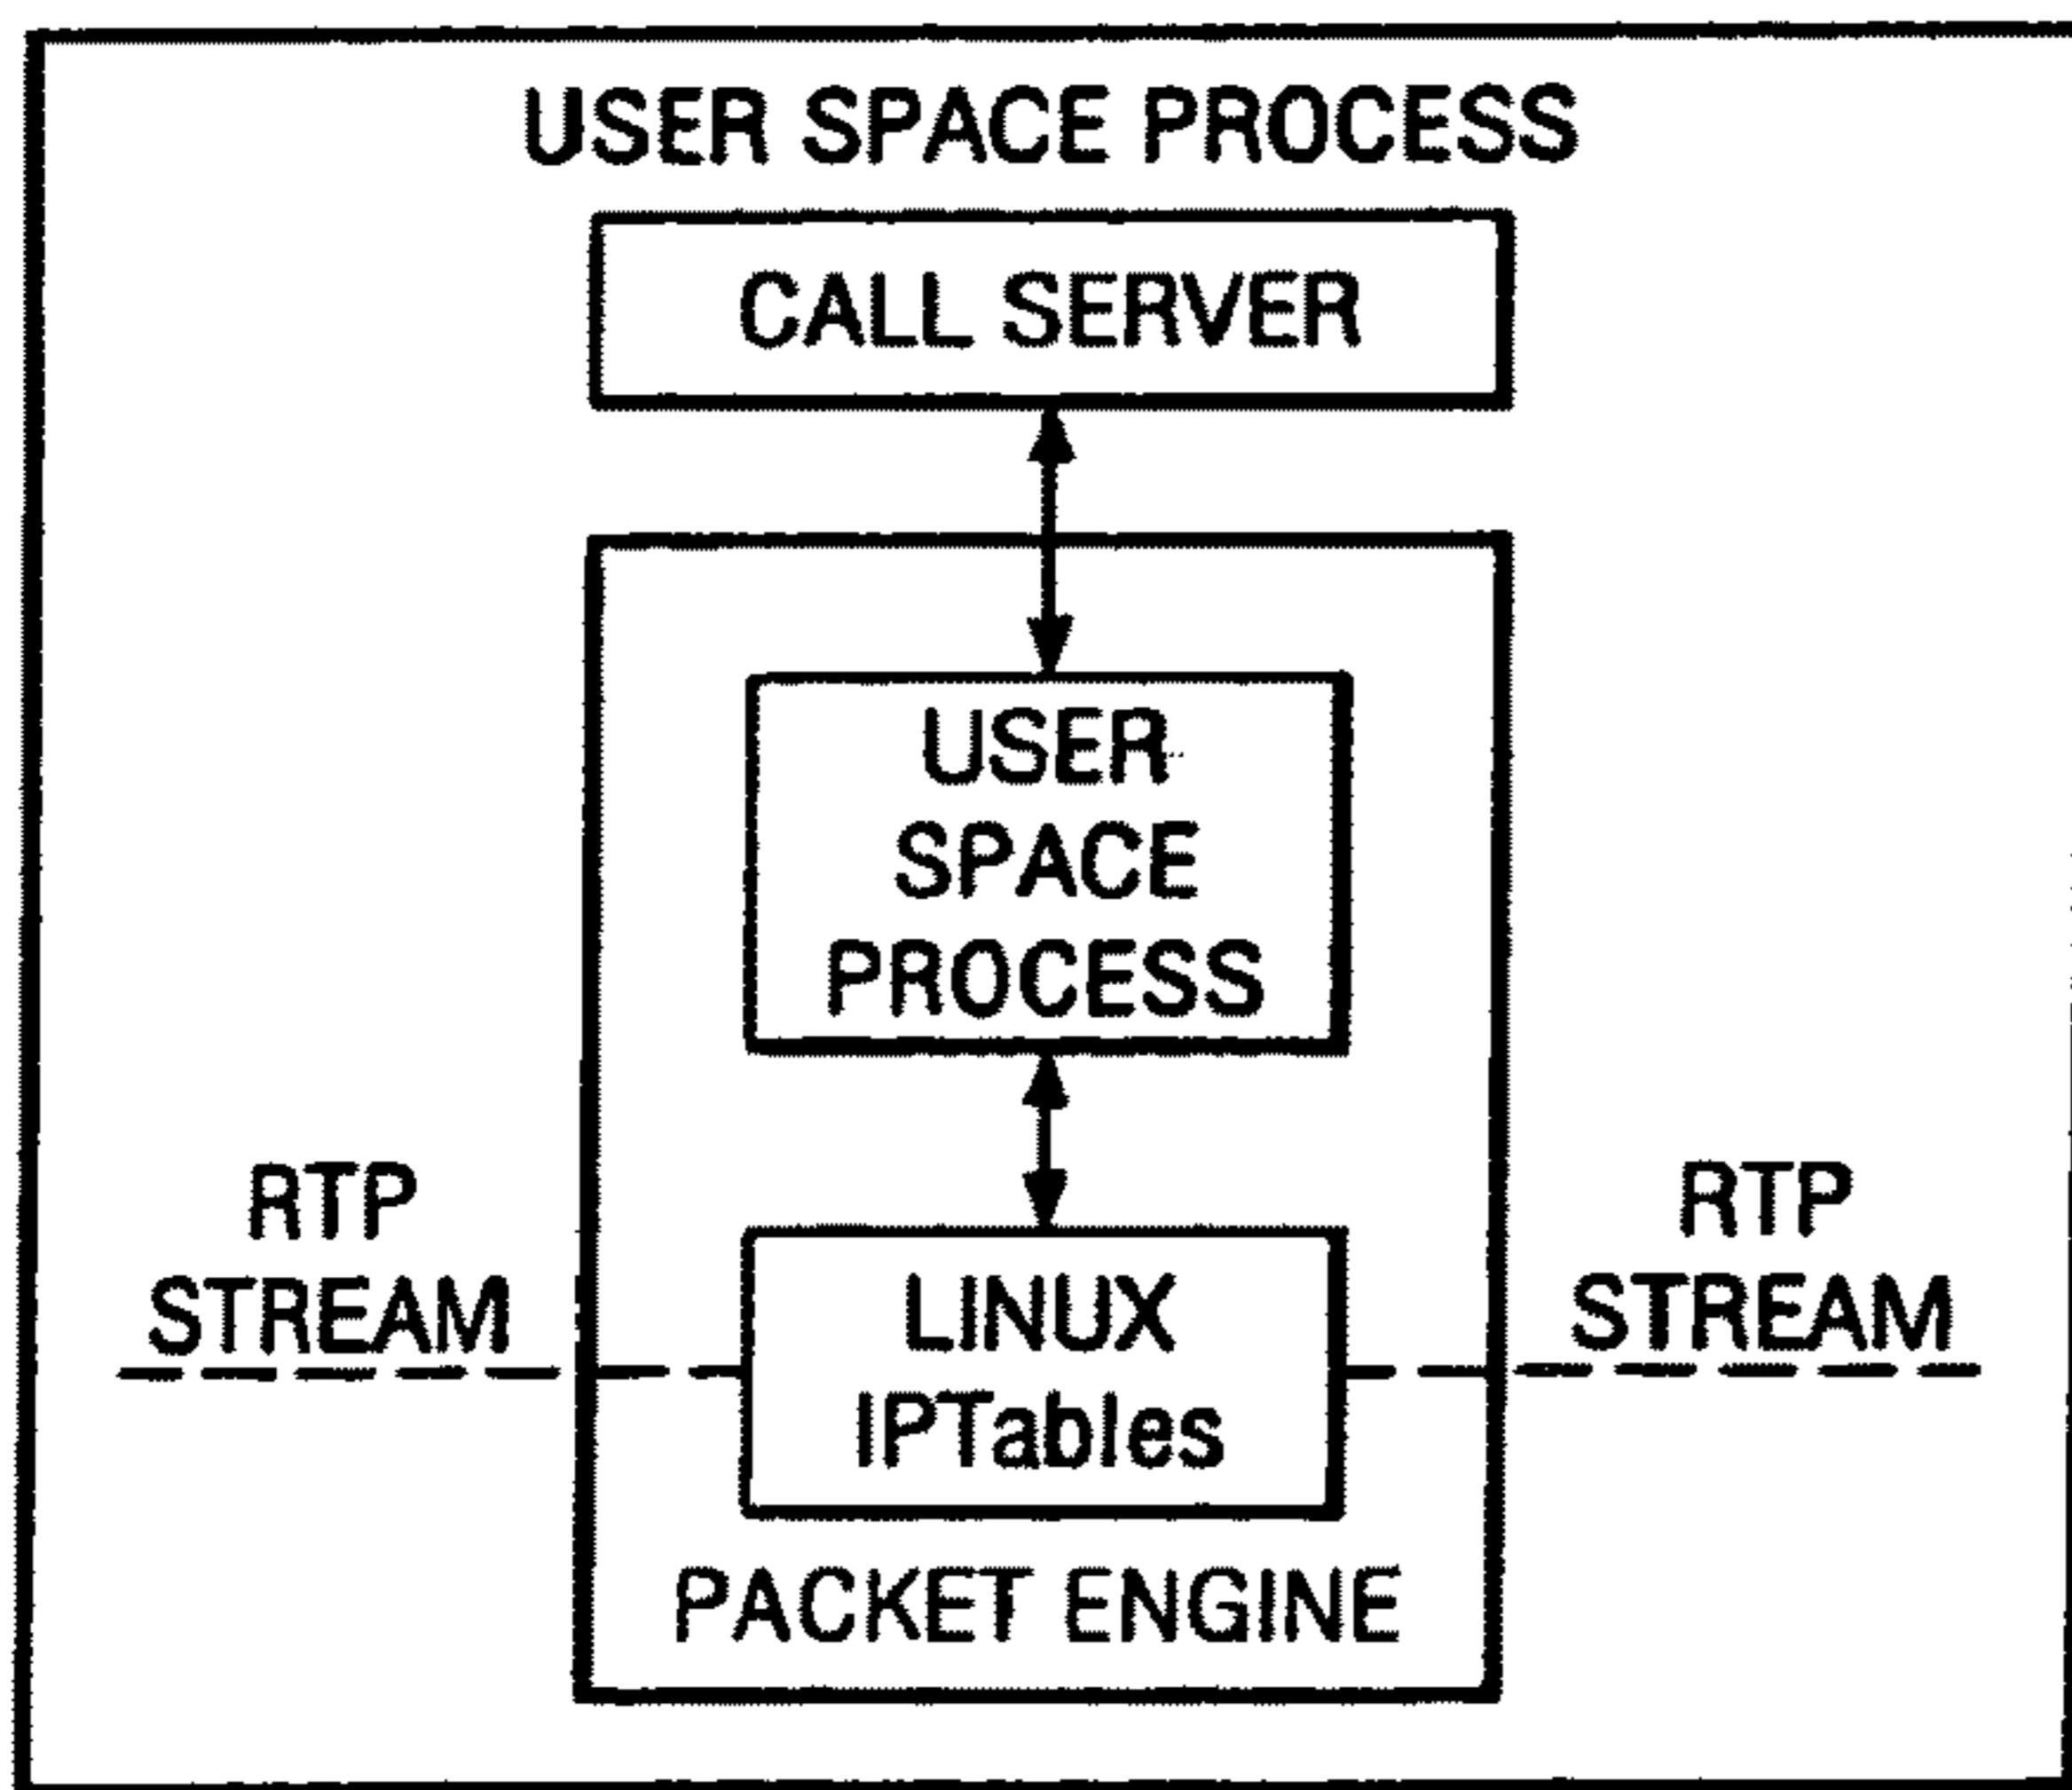 USER SPACE PROCESS
CALL SERVER
USER
SPACE
PROCESS
RTP
STREAM
LINUX
IPTables
RTP
STREAM
PACKET ENGINE